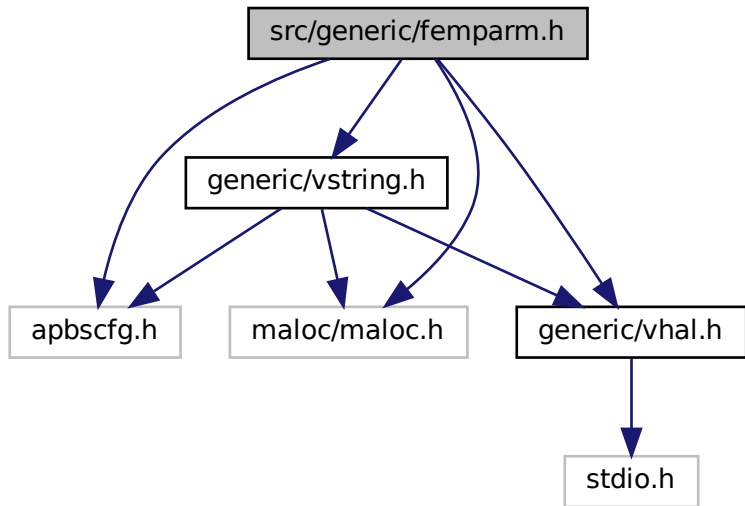 src/generic/femparm.h
generic/vstring.h
apbscfg.h
maloc/maloc.h
generic/vhal.h
stdio.h